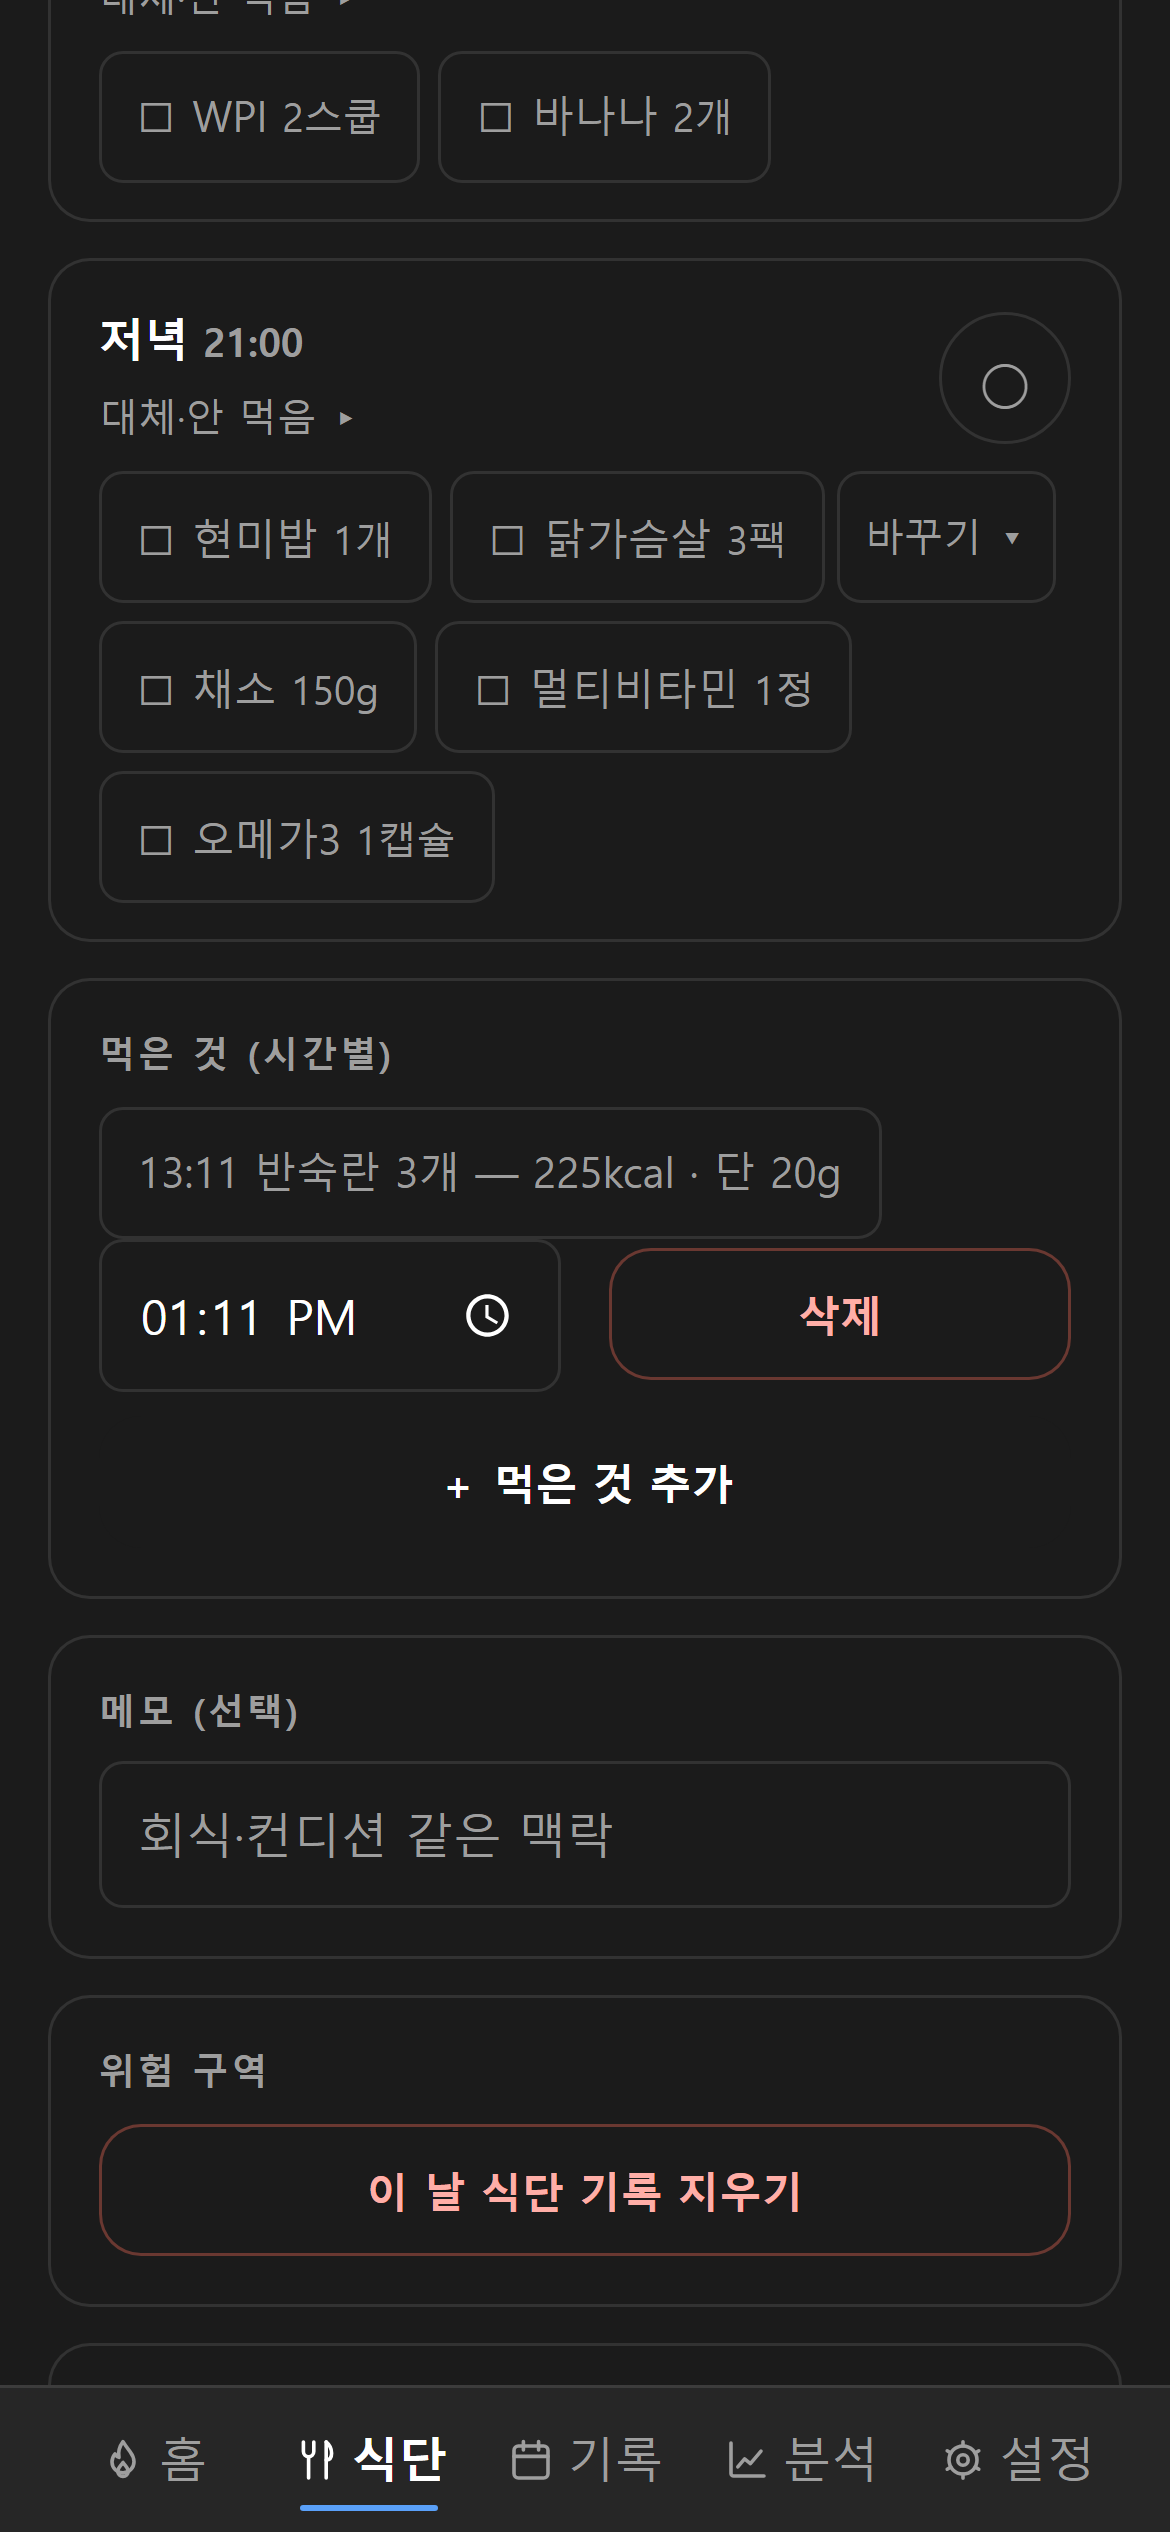 대체·안 먹음 ▸
☐ WPI 2스쿱 ☐ 바나나 2개
저녁 21:00
대체·안 먹음 ▸
☐ 현미밥 1개 ☐ 닭가슴살 3팩 바꾸기 ▾
☐ 채소 150g ☐ 멀티비타민 1정
☐ 오메가3 1캡슐
먹은 것 (시간별)
13:11 반숙란 3개 — 225kcal · 단 20g
01:11 PM 삭제
+ 먹은 것 추가
메모 (선택)
회식·컨디션 같은 맥락
위험 구역
이 날 식단 기록 지우기
홈 식단 기록 분석 설정